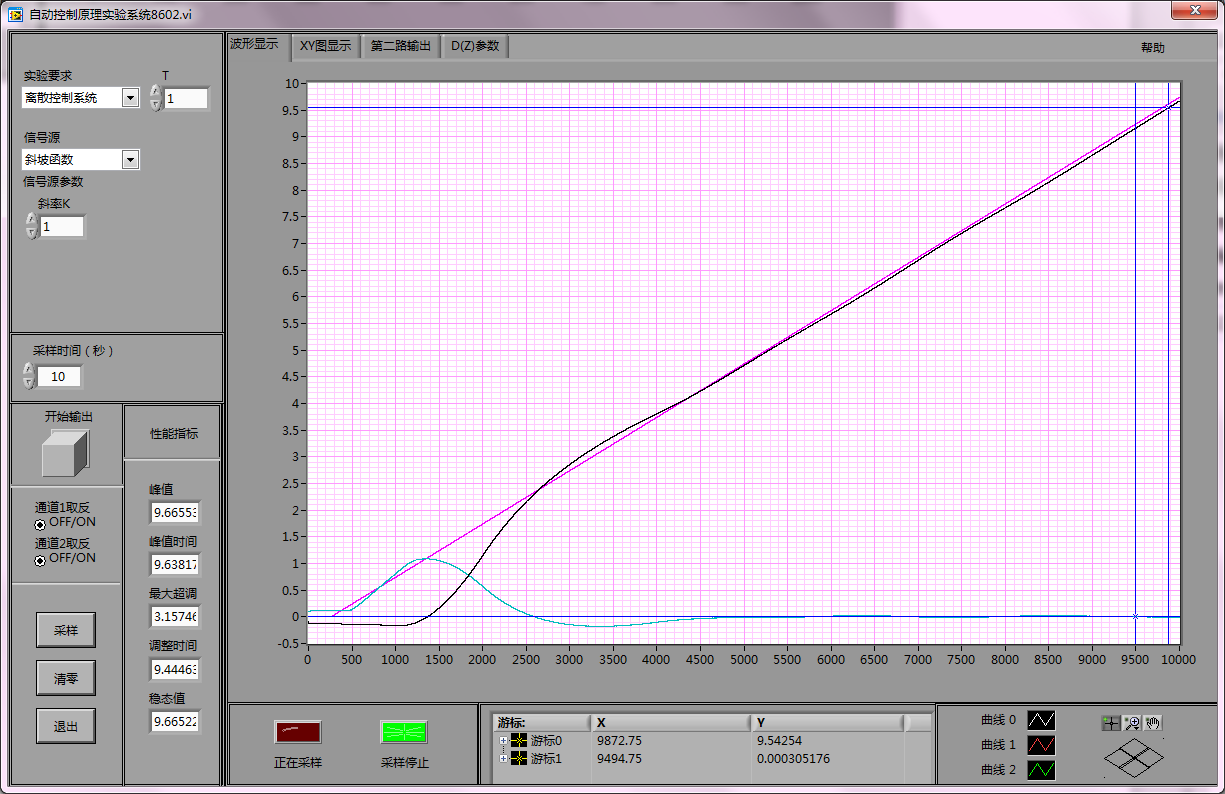 自动控制原理实验系统8602.vi
波形显示 XY图显示 第二路输出 D(Z)参数 帮助
实验要求 T
离散控制系统 1
信号源
斜坡函数
信号源参数
斜率K
1
采样时间（秒）
10
开始输出 性能指标
通道1取反
OFF/ON
通道2取反
OFF/ON
采样
清零
退出
峰值
9.66553
峰值时间
9.63817
最大超调
3.15746
调整时间
9.44463
稳态值
9.66522
10
9.5
9
8.5
8
7.5
7
6.5
6
5.5
5
4.5
4
3.5
3
2.5
2
1.5
1
0.5
0
-0.5
0 500 1000 1500 2000 2500 3000 3500 4000 4500 5000 5500 6000 6500 7000 7500 8000 8500 9000 9500 10000
正在采样 采样停止
游标: X Y
游标0 9872.75 9.54254
游标1 9494.75 0.000305176
曲线 0
曲线 1
曲线 2